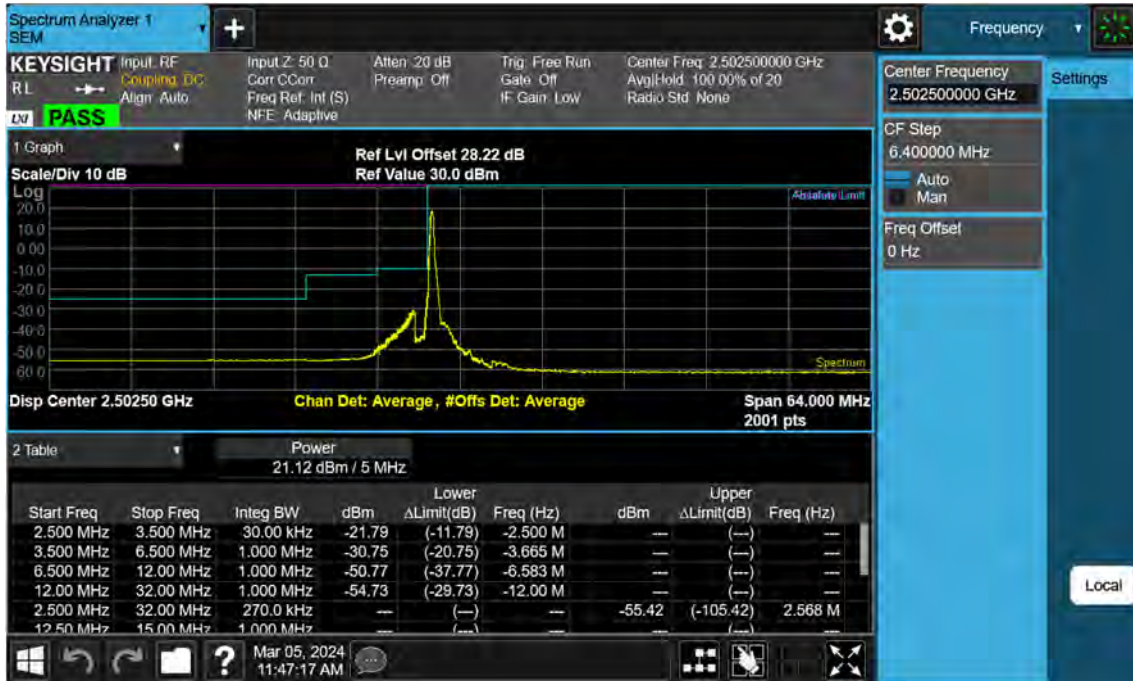 Spectrum Analyzer 1
SEM
+
Frequency
KEYSIGHT
RL
LXI
PASS
Input: RF
Coupling: DC
Align: Auto
Input Z: 50 Ω
Corr CCorr
Freq Ref: Int (S)
NFE: Adaptive
Atten: 20 dB
Preamp: Off
Trig: Free Run
Gate: Off
IF Gain: Low
Center Freq: 2.502500000 GHz
Avg|Hold: 100.00% of 20
Radio Std: None
Center Frequency
2.502500000 GHz
Settings
CF Step
6.400000 MHz
Auto
Man
Freq Offset
0 Hz
1 Graph
Scale/Div 10 dB
Ref Lvl Offset 28.22 dB
Ref Value 30.0 dBm
Log
Absolute Limit
20.0
10.0
0.00
-10.0
-20.0
-30.0
-40.0
-50.0
-60.0
Spectrum
Disp Center 2.50250 GHz
Chan Det: Average, #Offs Det: Average
Span 64.000 MHz
2001 pts
2 Table
Power
21.12 dBm / 5 MHz
Lower Upper
Start Freq Stop Freq Integ BW dBm ΔLimit(dB) Freq (Hz) dBm ΔLimit(dB) Freq (Hz)
2.500 MHz 3.500 MHz 30.00 kHz -21.79 (-11.79) -2.500 M --- (---) ---
3.500 MHz 6.500 MHz 1.000 MHz -30.75 (-20.75) -3.665 M --- (---) ---
6.500 MHz 12.00 MHz 1.000 MHz -50.77 (-37.77) -6.583 M --- (---) ---
12.00 MHz 32.00 MHz 1.000 MHz -54.73 (-29.73) -12.00 M --- (---) ---
2.500 MHz 32.00 MHz 270.0 kHz --- (---) --- -55.42 (-105.42) 2.568 M
12.50 MHz 15.00 MHz 1.000 MHz --- (---) --- --- (---) ---
Local
?
Mar 05, 2024
11:47:17 AM